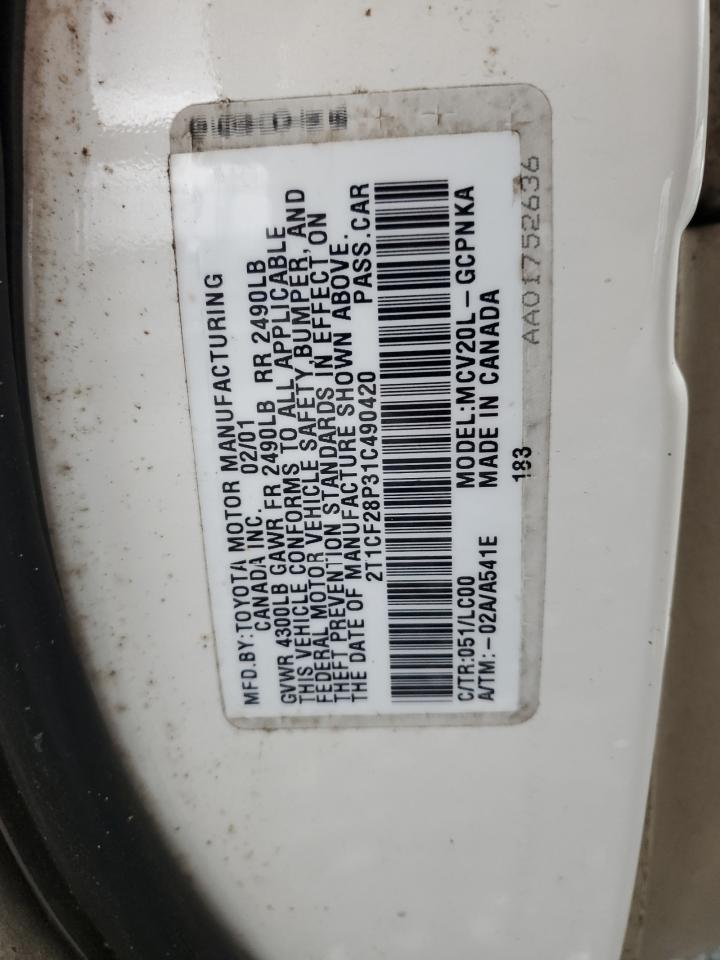 MFD.BY:TOYOTA MOTOR MANUFACTURING
CANADA INC. 02/01
GVWR 4300LB GAWR FR 2490LB RR 2490LB
THIS VEHICLE CONFORMS TO ALL APPLICABLE
FEDERAL MOTOR VEHICLE SAFETY,BUMPER, AND
THEFT PREVENTION STANDARDS IN EFFECT ON
THE DATE OF MANUFACTURE SHOWN ABOVE.
2T1CF28P31C490420 PASS.CAR
C/TR:051/LC00 MODEL:MCV20L-GCPNKA
A/TM:-02A/A541E MADE IN CANADA
183
AA01752636